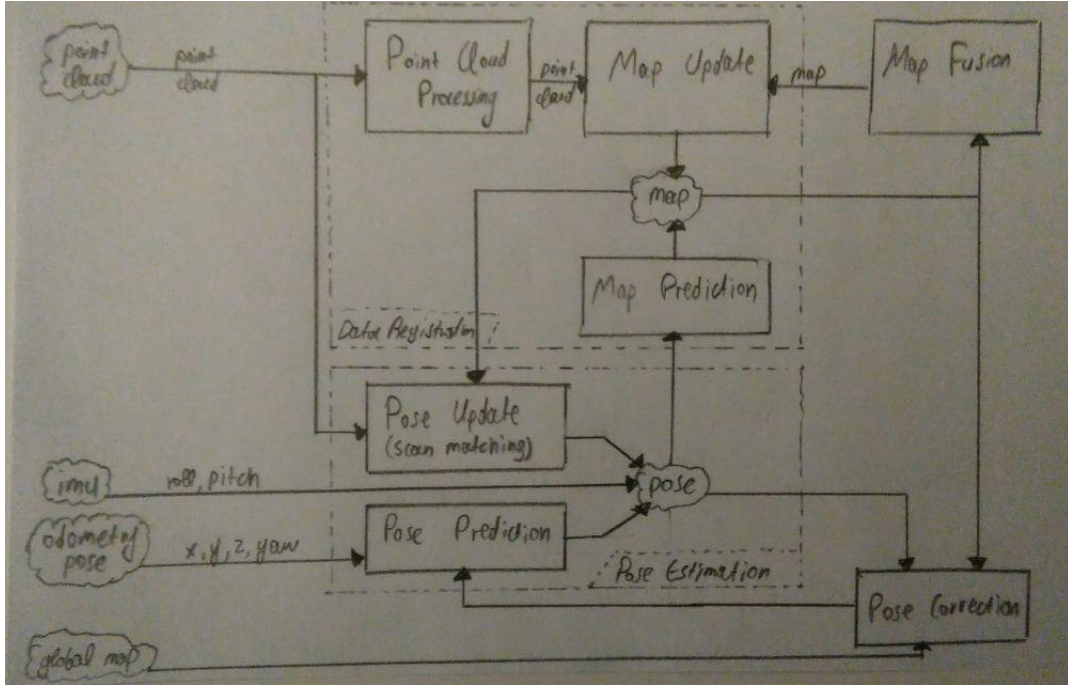 point
cloud
point
cloud
Point Cloud
Processing
point
cloud
Map Update
map
Map Fusion
map
Map Prediction
Data Registration
Pose Update
(scan matching)
imu
roll, pitch
pose
odometry
pose
x, y, z, yaw
Pose Prediction
Pose Estimation
Pose Correction
global map